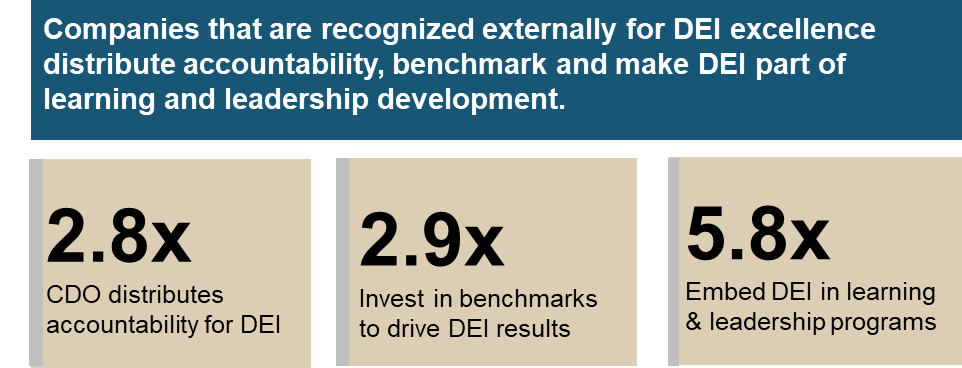 Companies that are recognized externally for DEI excellence
distribute accountability, benchmark and make DEI part of
learning and leadership development.
2.8x
CDO distributes
accountability for DEI
2.9x
Invest in benchmarks
to drive DEI results
5.8x
Embed DEI in learning
& leadership programs